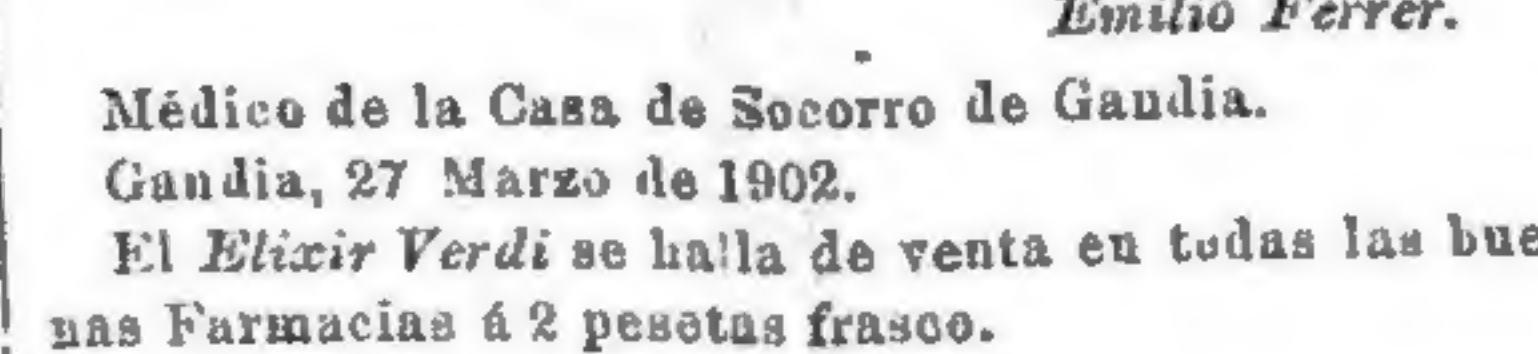 Emilio Ferrer.
Médico de la Casa de Socorro de Gandia.
Gandia, 27 Marzo de 1902.
El Elixir Verdi se halla de venta en todas las bue
nas Farmacias á 2 pesetas frasco.